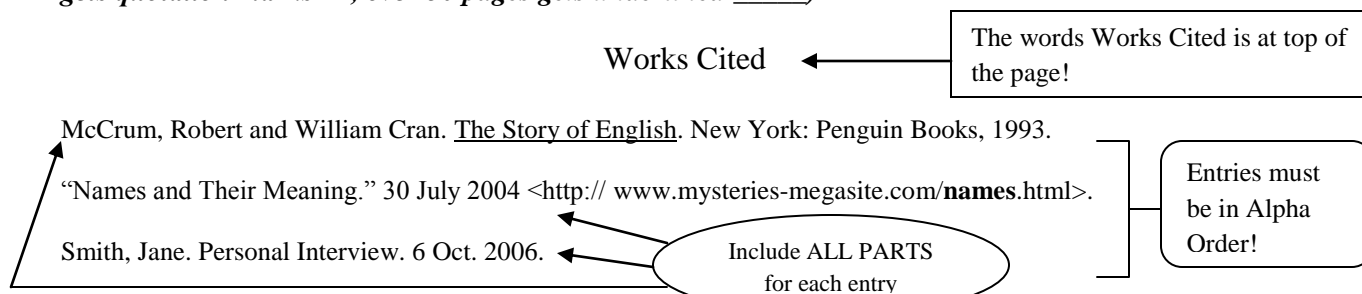 Works Cited
The words Works Cited is at top of
the page!
McCrum, Robert and William Cran. The Story of English. New York: Penguin Books, 1993.
“Names and Their Meaning.” 30 July 2004 <http:// www.mysteries-megasite.com/names.html>.
Smith, Jane. Personal Interview. 6 Oct. 2006.
Entries must
be in Alpha
Order!
Include ALL PARTS
for each entry